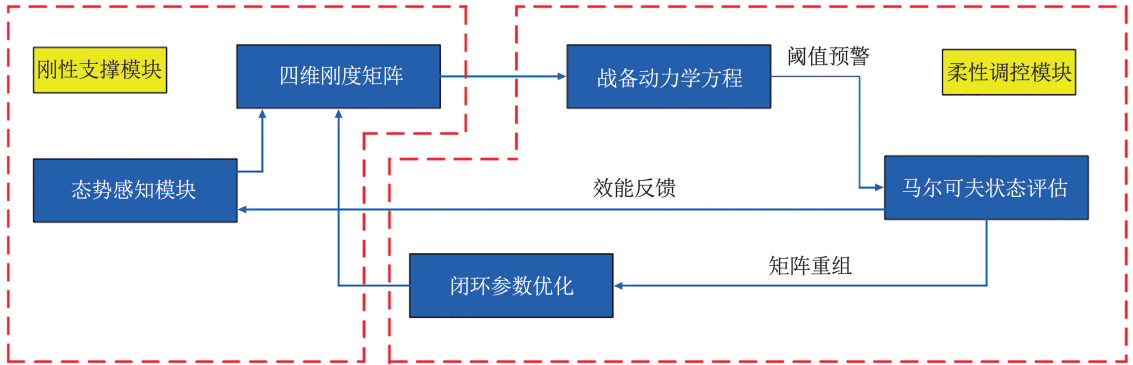 刚性支撑模块
四维刚度矩阵
战备动力学方程
阈值预警
柔性调控模块
态势感知模块
效能反馈
马尔可夫状态评估
闭环参数优化
矩阵重组